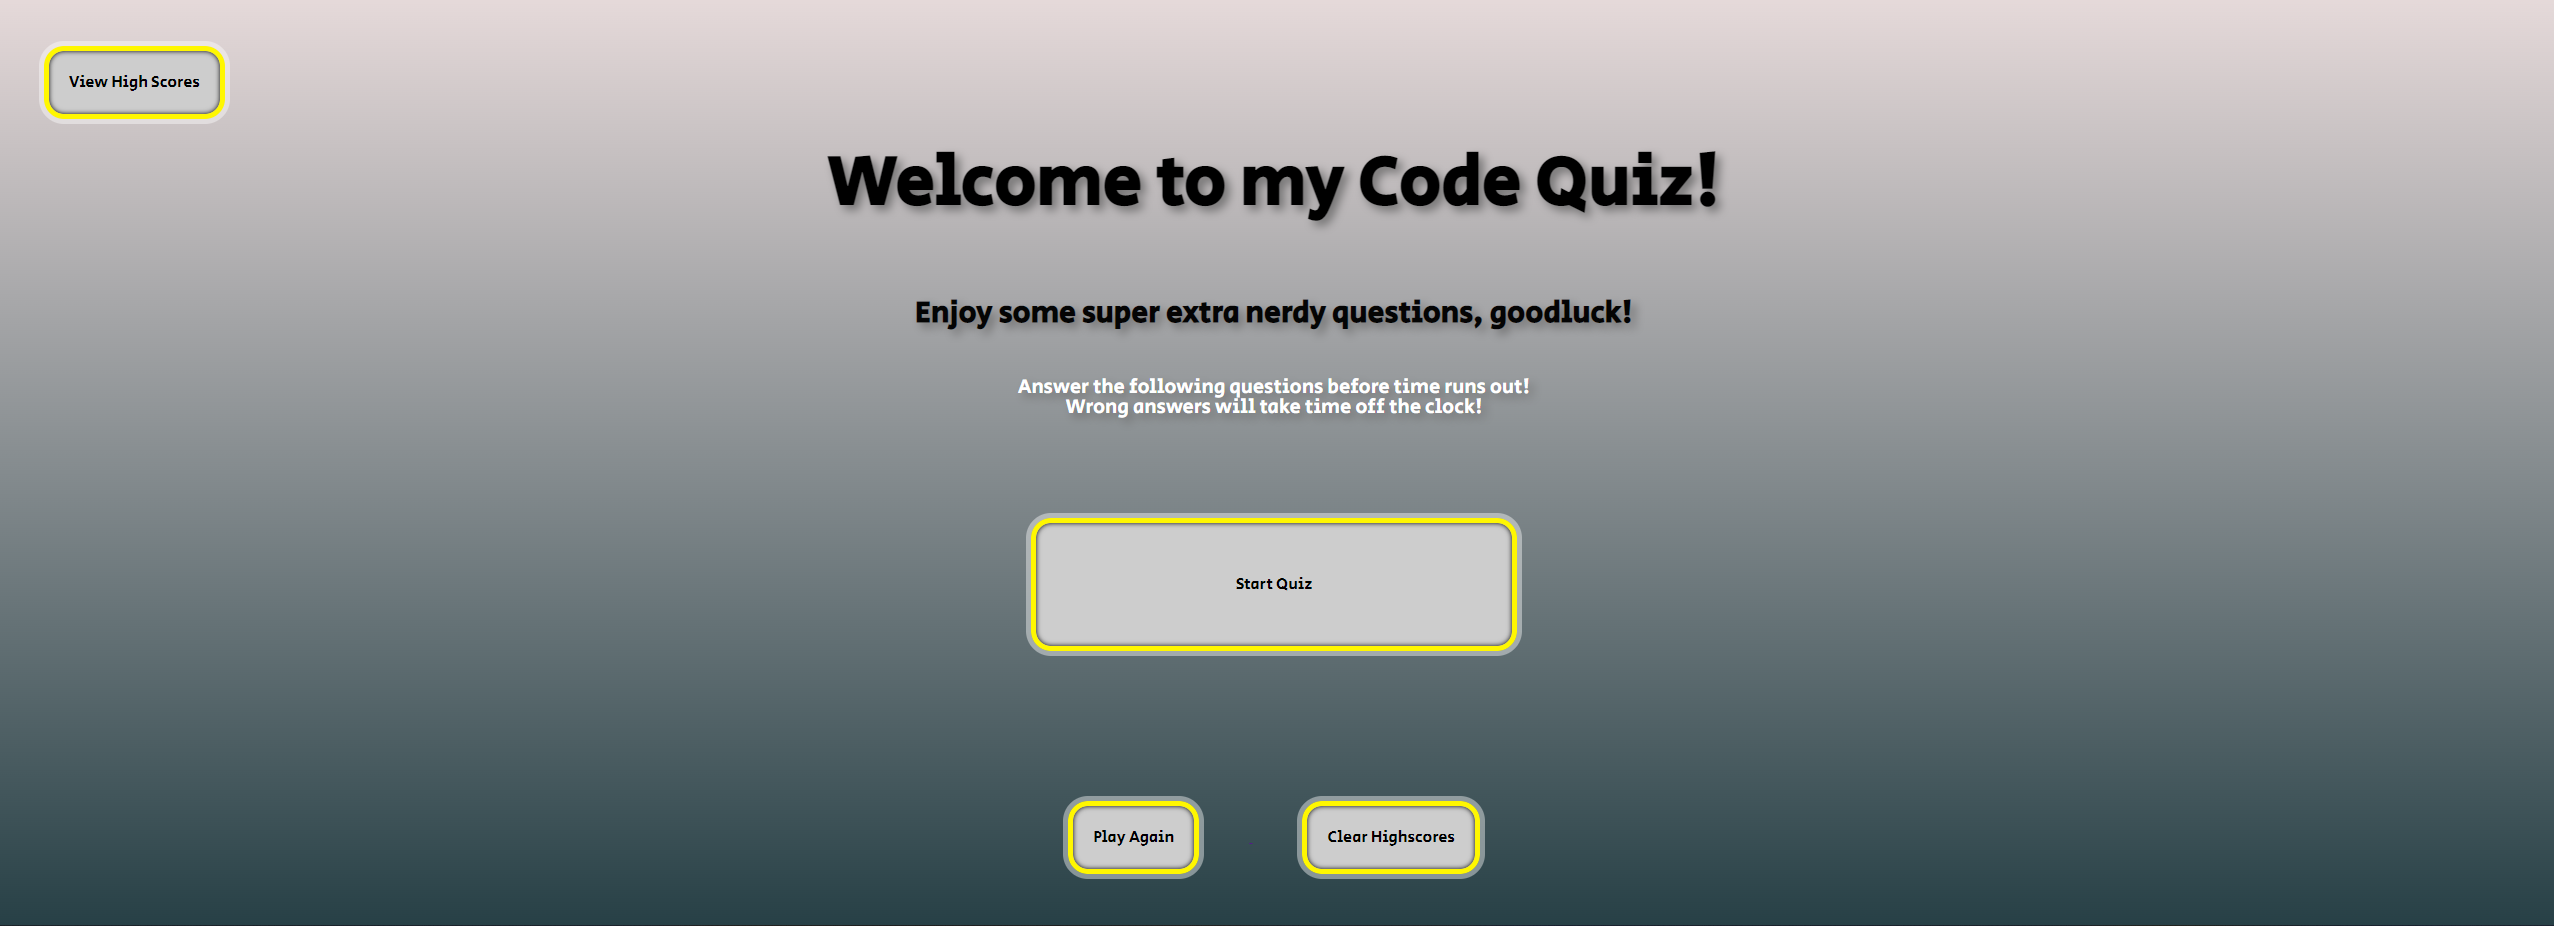 View High Scores
Welcome to my Code Quiz!
Enjoy some super extra nerdy questions, goodluck!
Answer the following questions before time runs out!
Wrong answers will take time off the clock!
Start Quiz
Play Again
Clear Highscores